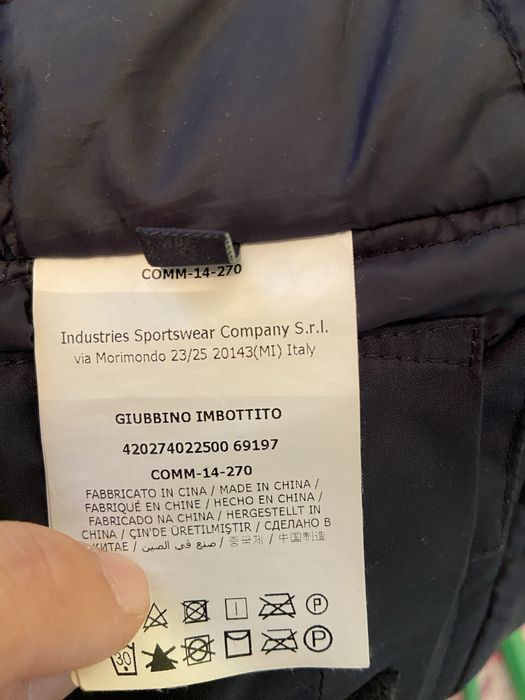 COMM-14-270
Industries Sportswear Company S.r.l.
via Morimondo 23/25 20143(MI) Italy
GIUBBINO IMBOTTITO
420274022500 69197
COMM-14-270
FABBRICATO IN CINA / MADE IN CHINA /
FABRIQUÉ EN CHINE / HECHO EN CHINA /
FABRICADO NA CHINA / HERGESTELLT IN
CHINA / ÇIN'DE ÜRETILMIŞTIR / СДЕЛАНО В
КИТАЕ / صنع في الصين / 중국제 / 中国制造
P
30 P